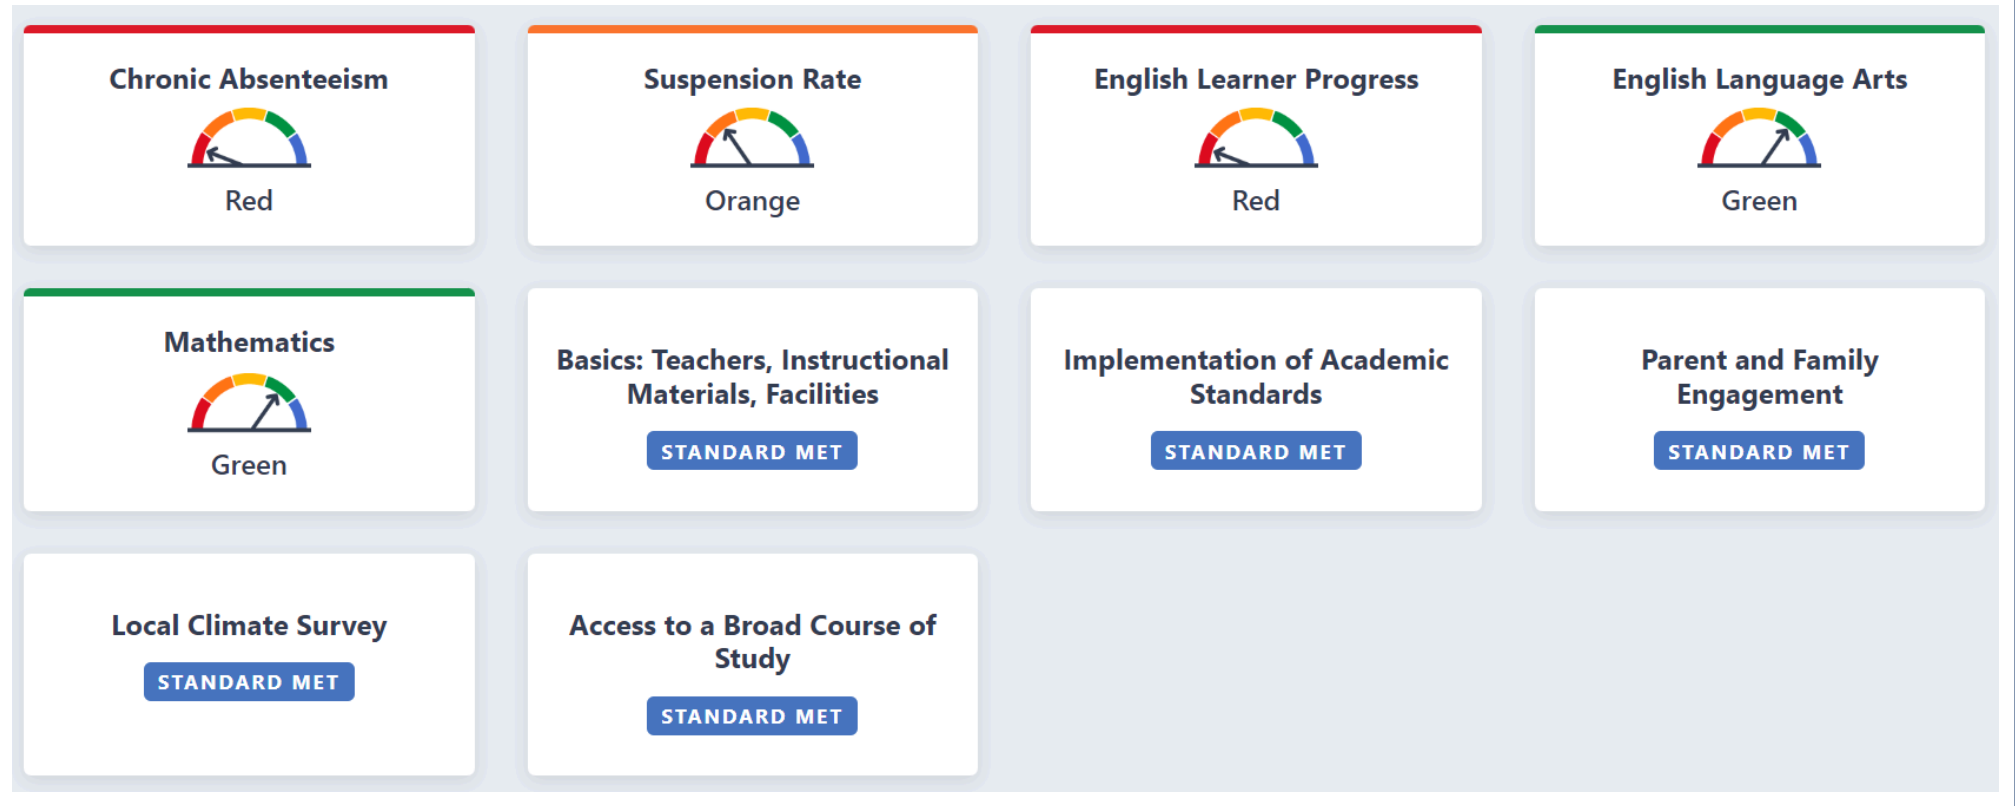 Chronic Absenteeism
Red
Suspension Rate
Orange
English Learner Progress
Red
English Language Arts
Green
Mathematics
Green
Basics: Teachers, Instructional
Materials, Facilities
STANDARD MET
Implementation of Academic
Standards
STANDARD MET
Parent and Family
Engagement
STANDARD MET
Local Climate Survey
STANDARD MET
Access to a Broad Course of
Study
STANDARD MET